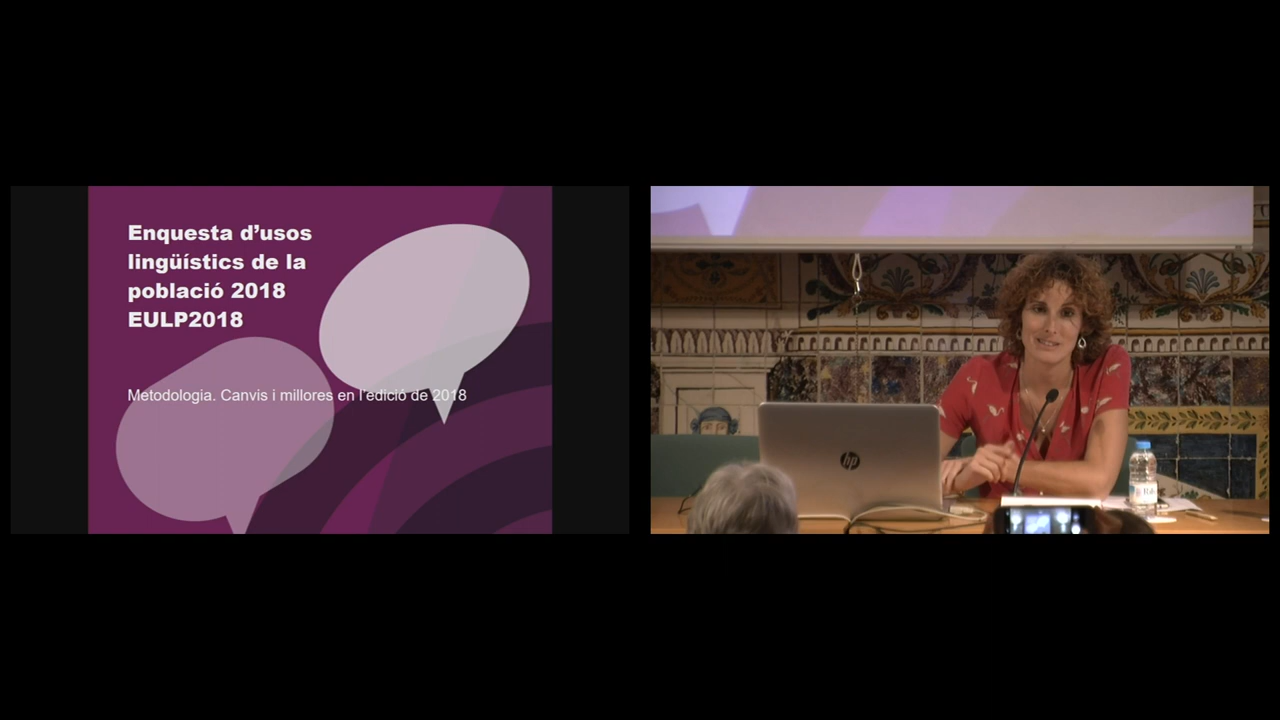 Enquesta d’usos
lingüístics de la
població 2018
EULP2018
Metodologia. Canvis i millores en l’edició de 2018
hp